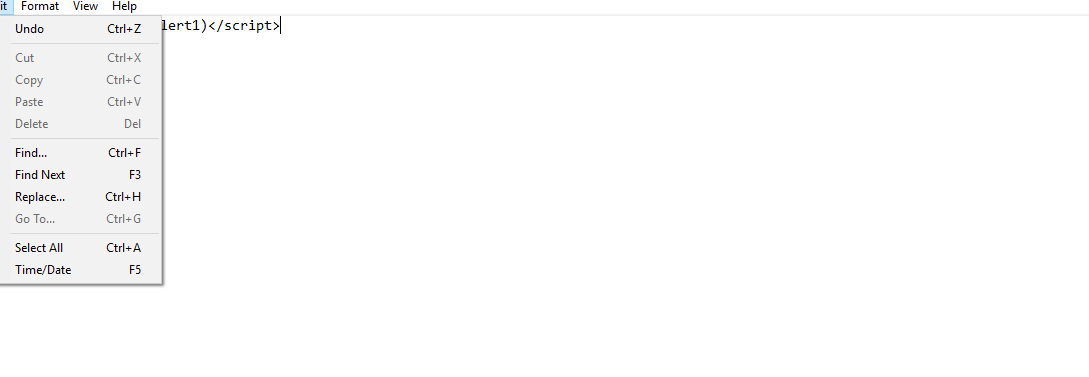 it Format View Help
lert1)</script>
Undo Ctrl+Z
Cut Ctrl+X
Copy Ctrl+C
Paste Ctrl+V
Delete Del
Find... Ctrl+F
Find Next F3
Replace... Ctrl+H
Go To... Ctrl+G
Select All Ctrl+A
Time/Date F5